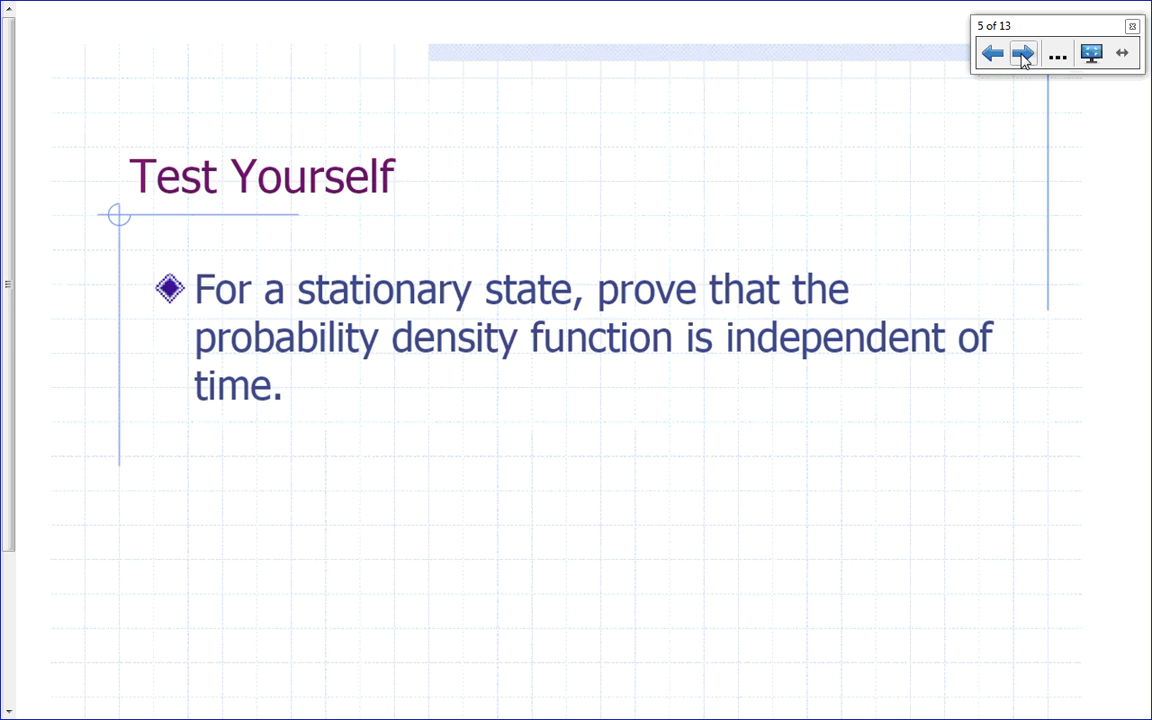 5 of 13
Test Yourself
For a stationary state, prove that the
probability density function is independent of
time.